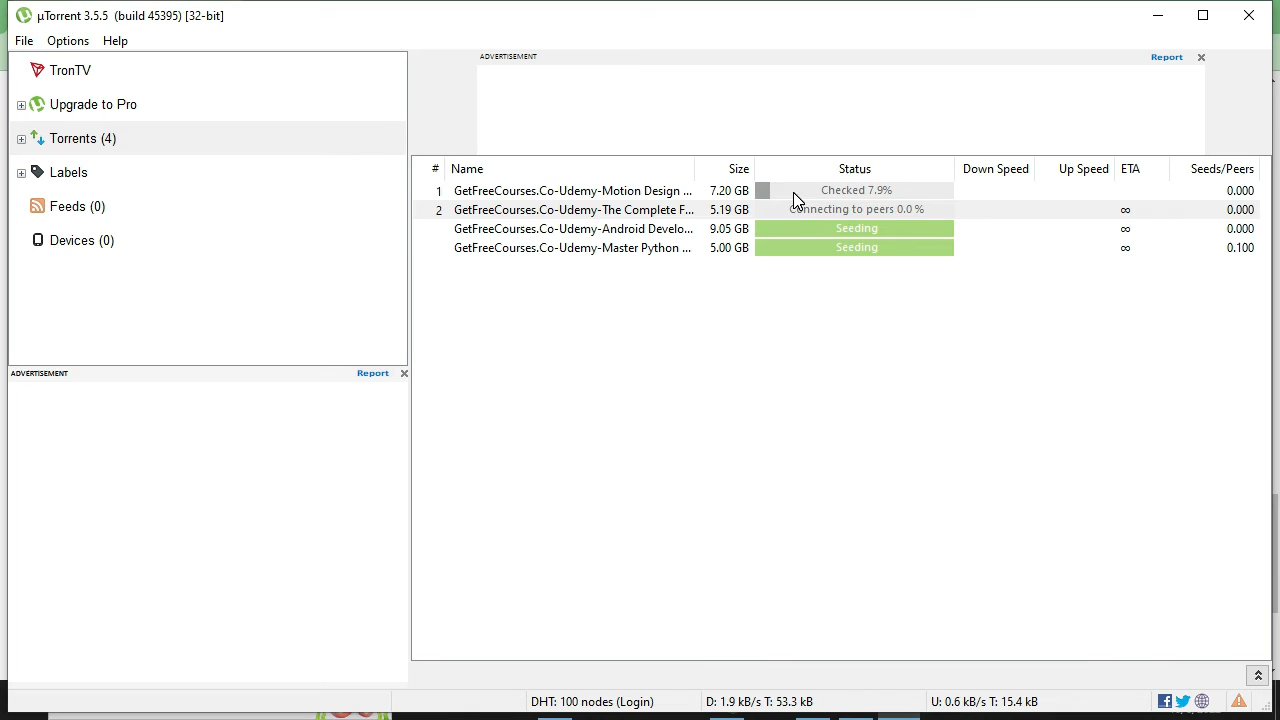 µTorrent 3.5.5 (build 45395) [32-bit]
File Options Help
TronTV
Upgrade to Pro
Torrents (4)
Labels
Feeds (0)
Devices (0)
ADVERTISEMENT Report
ADVERTISEMENT Report
# Name Size Status Down Speed Up Speed ETA Seeds/Peers
1 GetFreeCourses.Co-Udemy-Motion Design ... 7.20 GB Checked 7.9% 0.000
2 GetFreeCourses.Co-Udemy-The Complete F... 5.19 GB Connecting to peers 0.0 % ∞ 0.000
GetFreeCourses.Co-Udemy-Android Develo... 9.05 GB Seeding ∞ 0.000
GetFreeCourses.Co-Udemy-Master Python ... 5.00 GB Seeding ∞ 0.100
DHT: 100 nodes (Login) D: 1.9 kB/s T: 53.3 kB U: 0.6 kB/s T: 15.4 kB